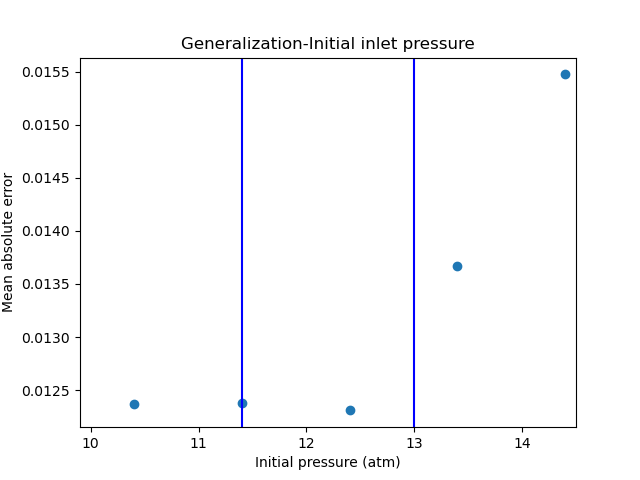 Generalization-Initial inlet pressure
0.0155
0.0150
0.0145
0.0140
0.0135
0.0130
0.0125
Mean absolute error
10 11 12 13 14
Initial pressure (atm)